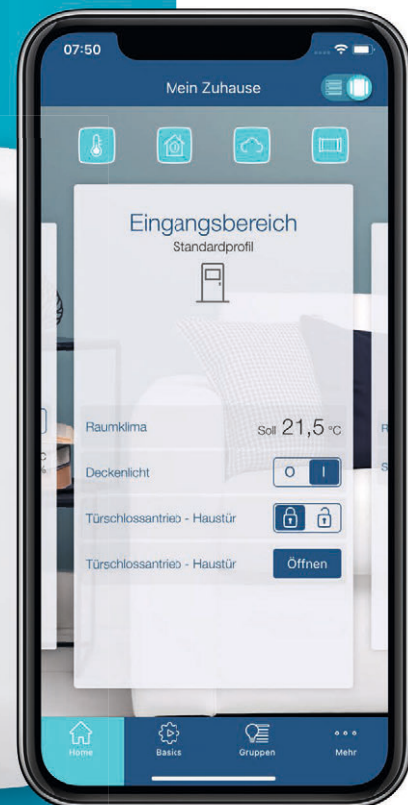 07:50
Mein Zuhause
Eingangsbereich
Standardprofil
Raumklima
Soll 21,5 °C
Deckenlicht
O I
Türschlossantrieb - Haustür
Türschlossantrieb - Haustür
Öffnen
Home
Basics
Gruppen
Mehr